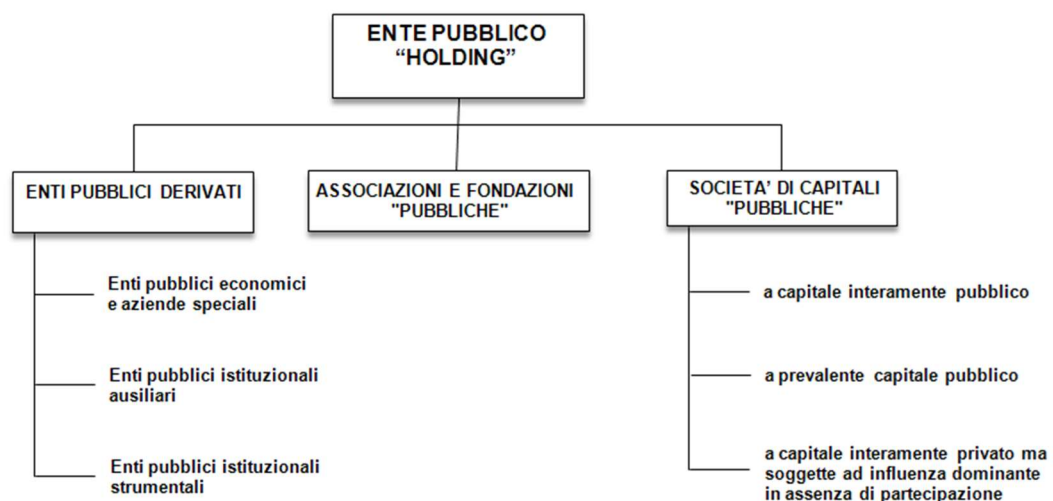 ENTE PUBBLICO
“HOLDING”
ENTI PUBBLICI DERIVATI
ASSOCIAZIONI E FONDAZIONI
"PUBBLICHE"
SOCIETA’ DI CAPITALI
"PUBBLICHE"
Enti pubblici economici
e aziende speciali
Enti pubblici istituzionali
ausiliari
Enti pubblici istituzionali
strumentali
a capitale interamente pubblico
a prevalente capitale pubblico
a capitale interamente privato ma
soggette ad influenza dominante
in assenza di partecipazione